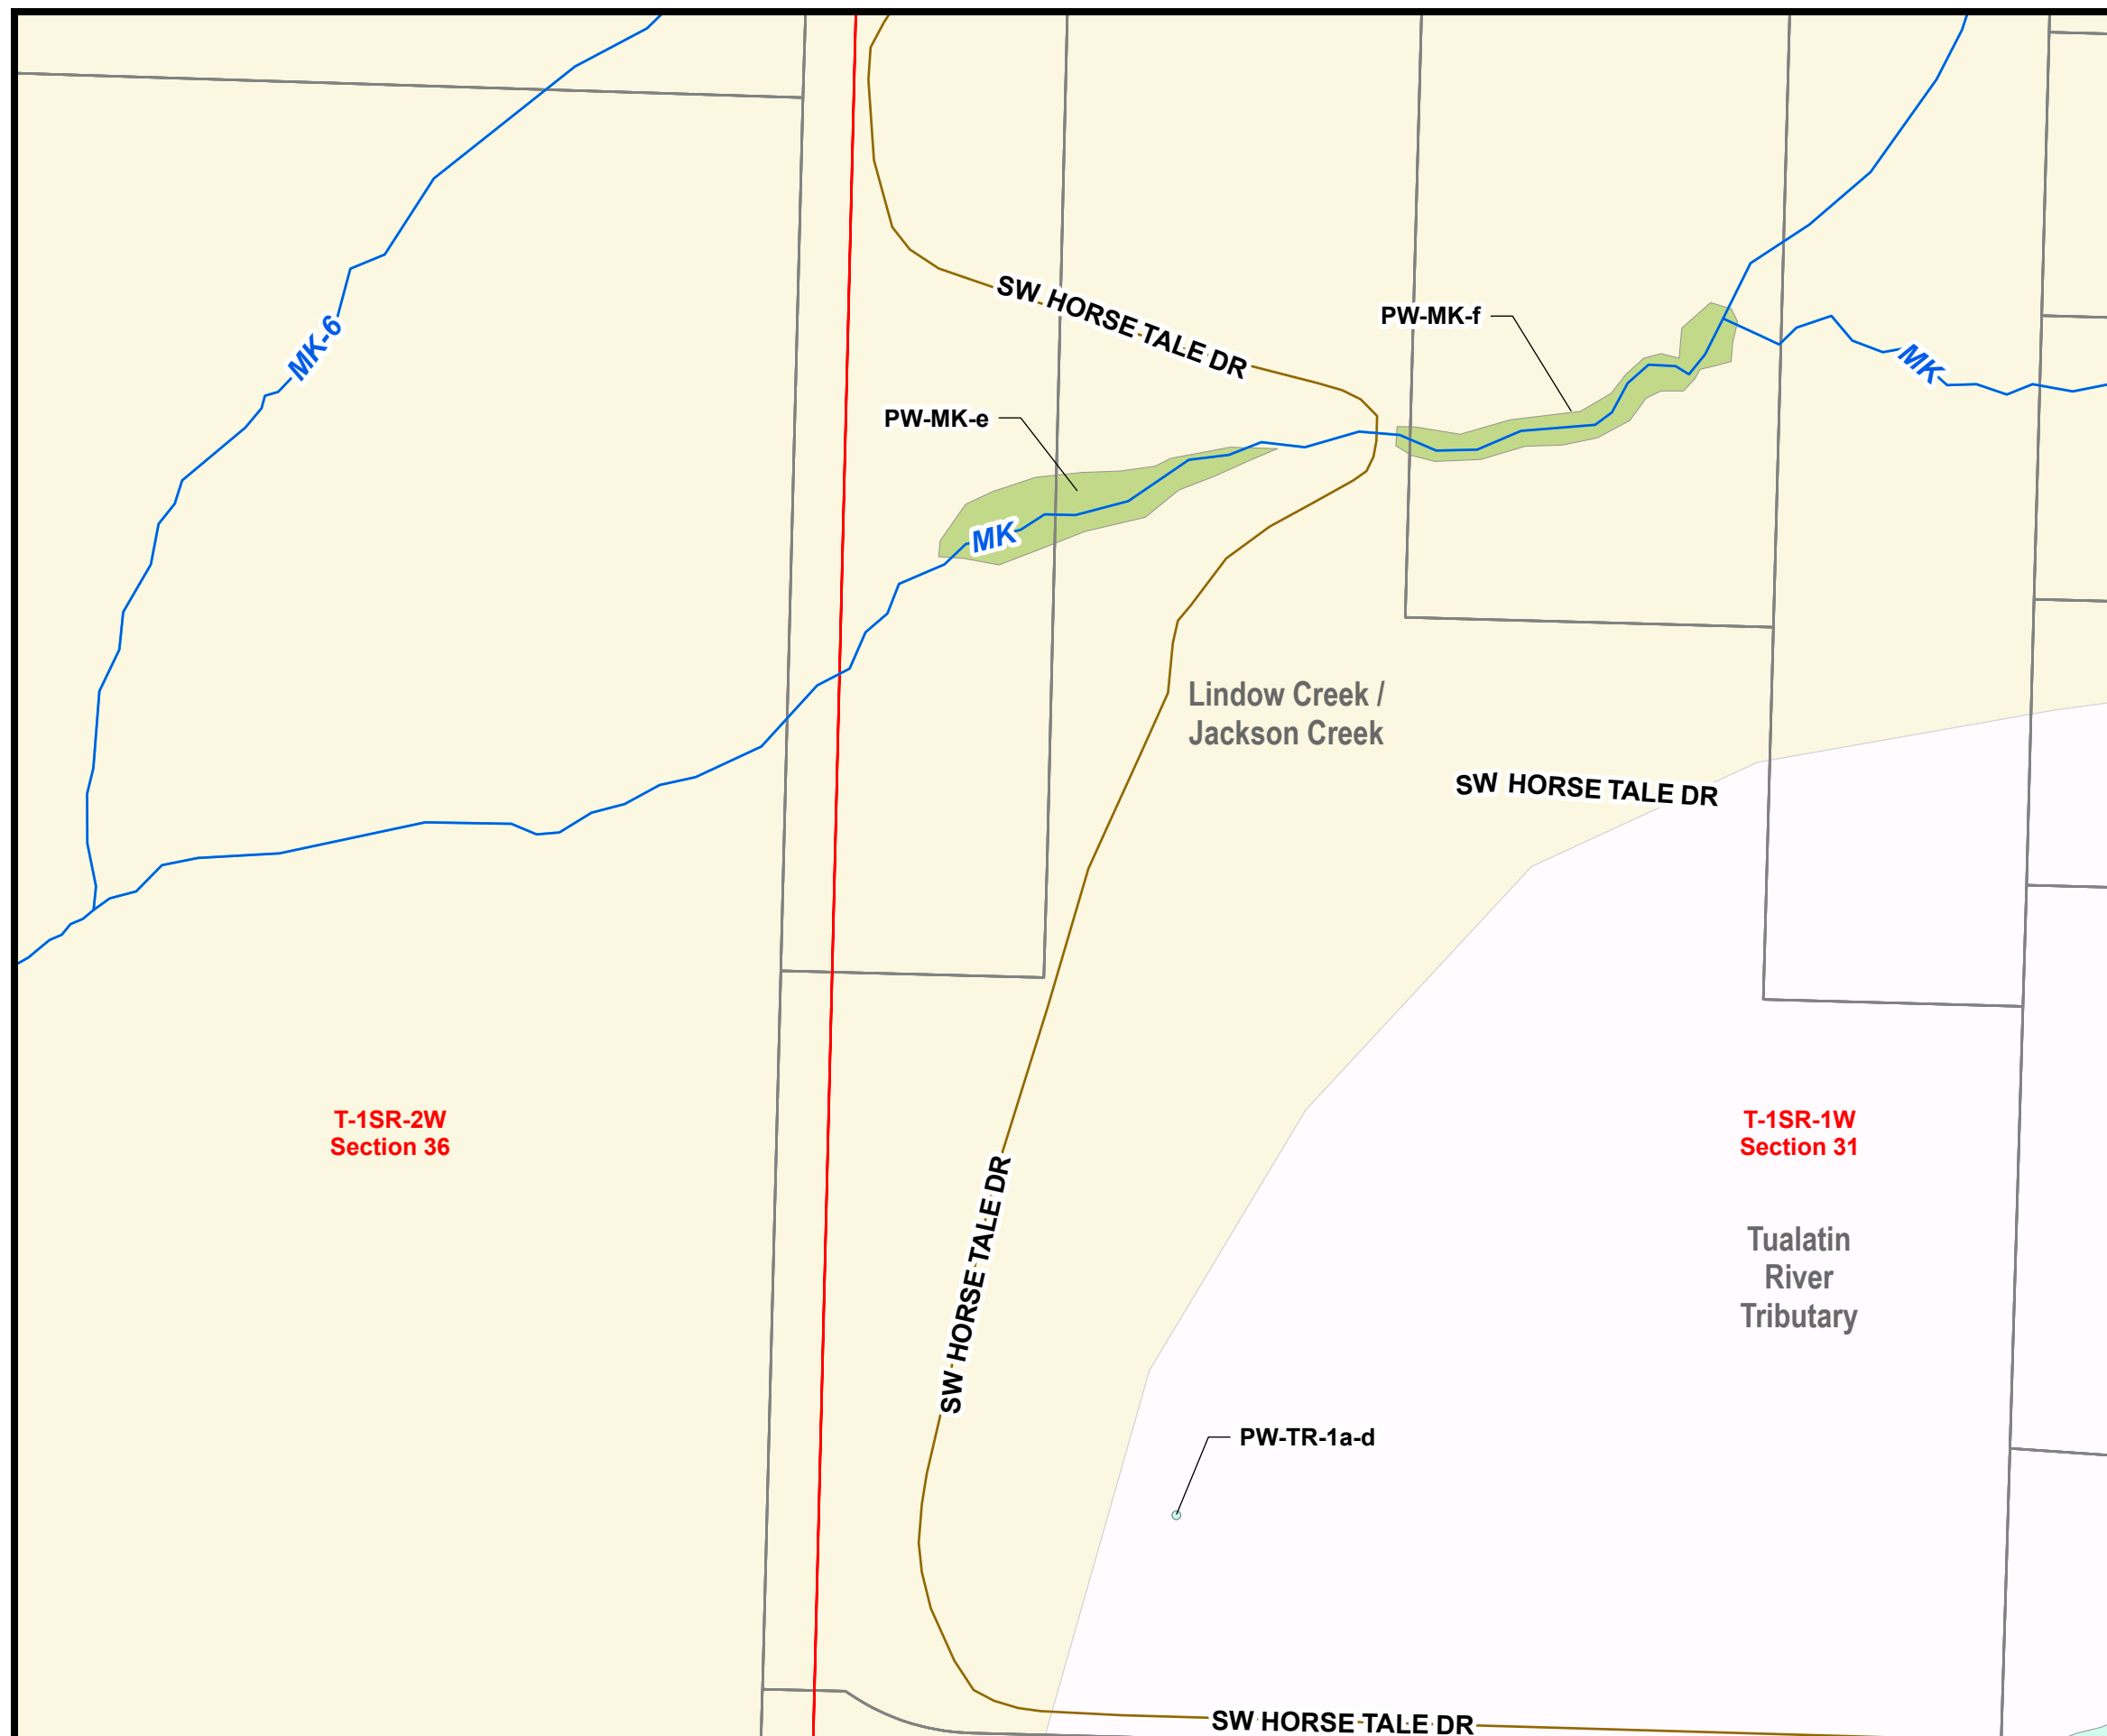 SW HORSE TALE DR
PW-MK-f
MK-6
MK
PW-MK-e
MK
Lindow Creek /
Jackson Creek
SW HORSE TALE DR
T-1SR-2W
Section 36
T-1SR-1W
Section 31
SW HORSE TALE DR
Tualatin
River
Tributary
PW-TR-1a-d
SW HORSE TALE DR